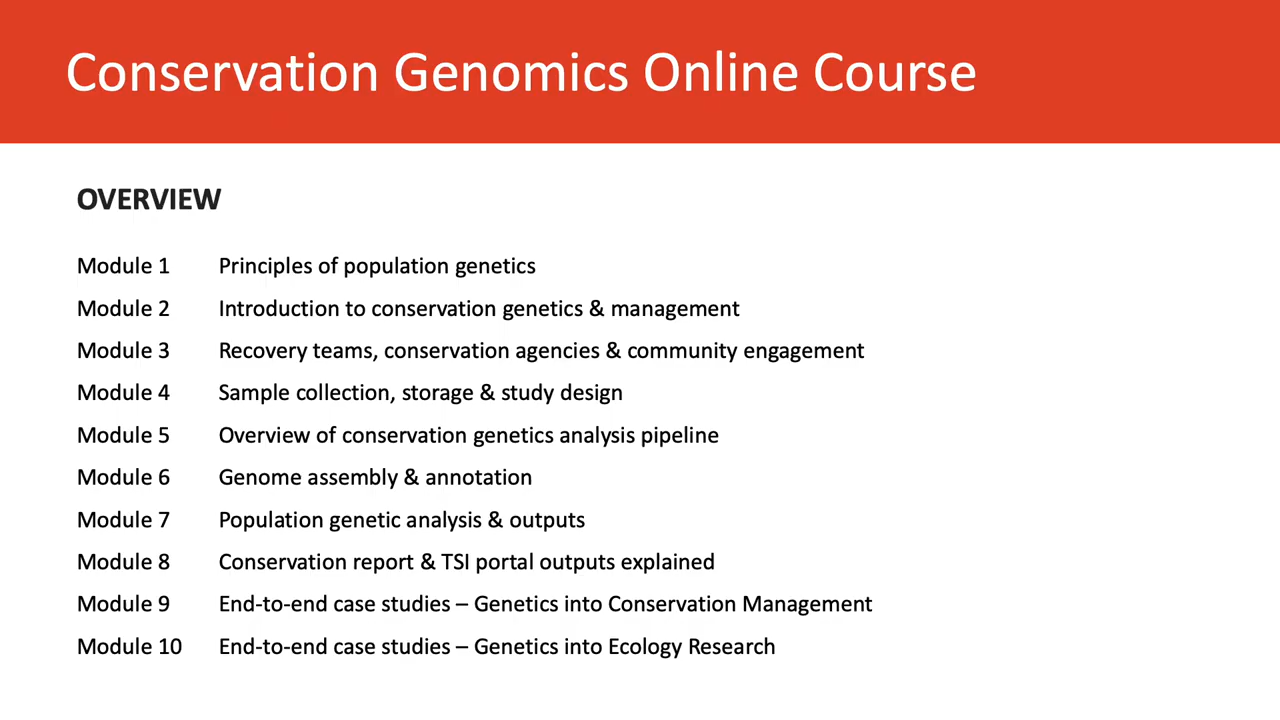 Conservation Genomics Online Course
OVERVIEW
Module 1 Principles of population genetics
Module 2 Introduction to conservation genetics & management
Module 3 Recovery teams, conservation agencies & community engagement
Module 4 Sample collection, storage & study design
Module 5 Overview of conservation genetics analysis pipeline
Module 6 Genome assembly & annotation
Module 7 Population genetic analysis & outputs
Module 8 Conservation report & TSI portal outputs explained
Module 9 End-to-end case studies – Genetics into Conservation Management
Module 10 End-to-end case studies – Genetics into Ecology Research